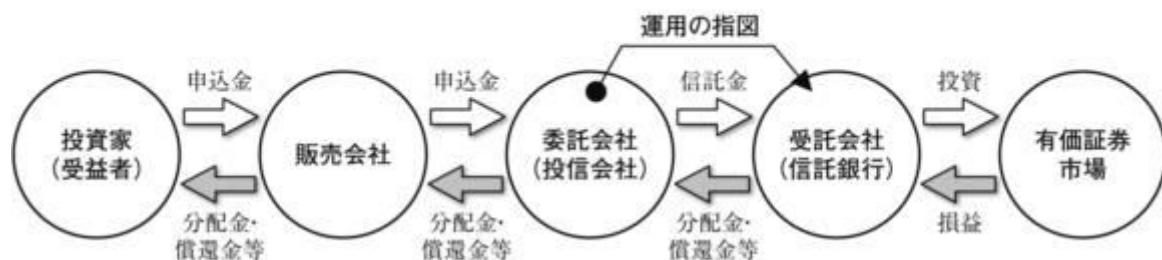 運用の指図
申込金
申込金
信託金
投資
投資家
(受益者)
販売会社
委託会社
(投信会社)
受託会社
(信託銀行)
有価証券
市場
分配金・
償還金等
分配金・
償還金等
分配金・
償還金等
損益